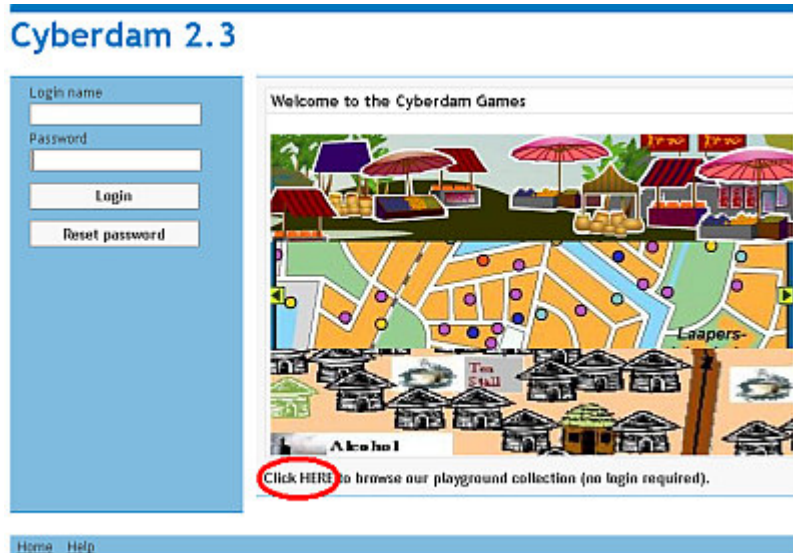 Cyberdam 2.3
Login name
Password
Login
Reset password
Welcome to the Cyberdam Games
Laapers-
Tea
Stall
Alcohol
Click HERE to browse our playground collection (no login required).
Home Help